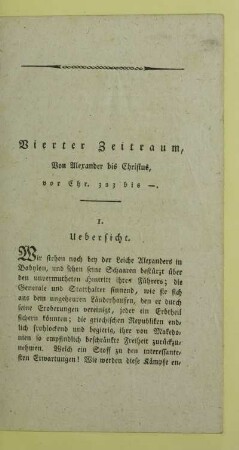 Vierter Zeitraum,
Von Alexander bis Christus,
vor Chr. 323 bis —.
1.
Uebersicht.
Wir stehen noch bey der Leiche Alexanders in
Babylon, und sehen seine Schaaren bestürzt über
den unvermutheten Hintritt ihres Führers; die
Generale und Statthalter sinnend, wie sie sich
aus dem ungeheuren Länderhaufen, den er durch
seine Eroberungen vereinigt, jeder ein Erbtheil
sichern könnten; die griechischen Republiken end-
lich frohlockend und begierig, ihre von Makedo-
nien so empfindlich beschränkte Freiheit zurückzu-
nehmen. Welch ein Stoff zu den interessante-
sten Erwartungen! Wie werden diese Kämpfe en-